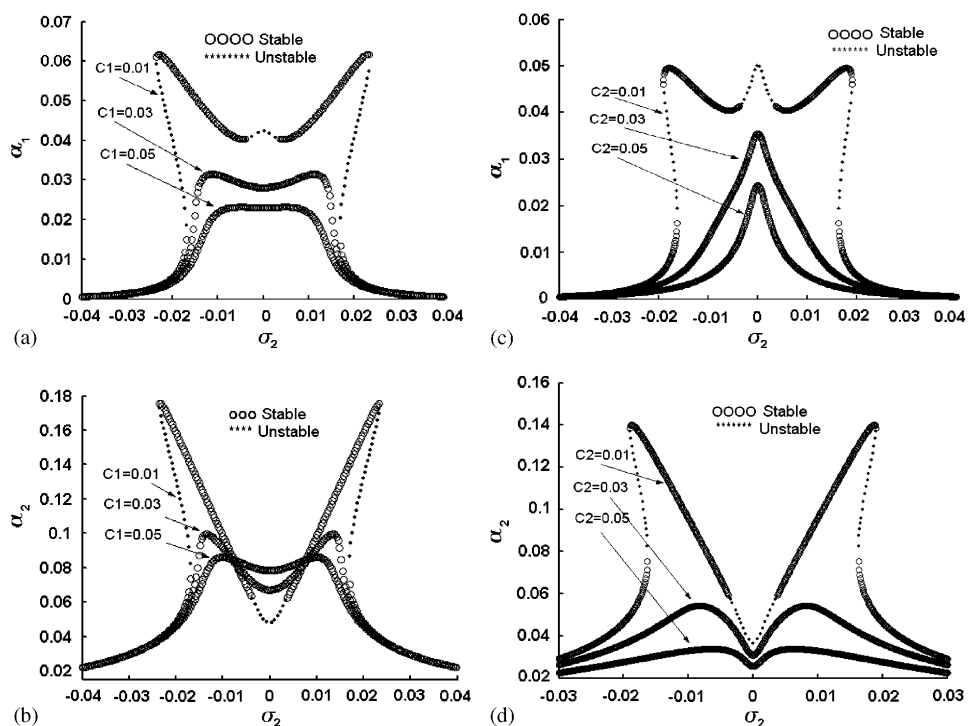 0.07
0.06
0.05
0.04
0.03
0.02
0.01
0
α₁
OOOO Stable
******** Unstable
C1=0.01
C1=0.03
C1=0.05
-0.04 -0.03 -0.02 -0.01 0 0.01 0.02 0.03 0.04
(a)
σ₂
0.06
0.05
0.04
0.03
0.02
0.01
0
α₁
OOOO Stable
******* Unstable
C2=0.01
C2=0.03
C2=0.05
-0.04 -0.03 -0.02 -0.01 0 0.01 0.02 0.03 0.04
(c)
σ₂
0.18
0.16
0.14
0.12
0.1
0.08
0.06
0.04
0.02
α₂
ooo Stable
**** Unstable
C1=0.01
C1=0.03
C1=0.05
-0.04 -0.03 -0.02 -0.01 0 0.01 0.02 0.03 0.04
(b)
σ₂
0.16
0.14
0.12
0.10
0.08
0.06
0.04
0.02
α₂
OOOO Stable
******* Unstable
C2=0.01
C2=0.03
C2=0.05
-0.03 -0.02 -0.01 0 0.01 0.02 0.03
(d)
σ₂